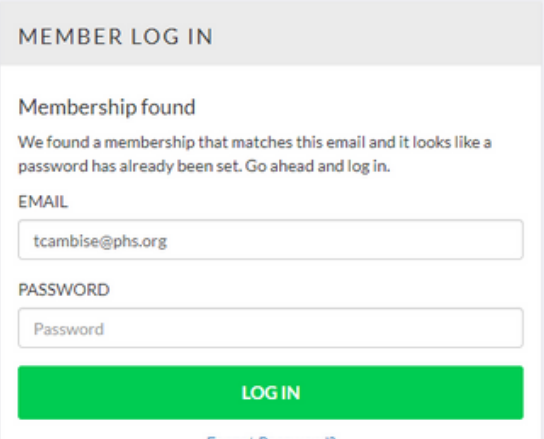 MEMBER LOG IN
Membership found
We found a membership that matches this email and it looks like a
password has already been set. Go ahead and log in.
EMAIL
tcambise@phs.org
PASSWORD
Password
LOG IN